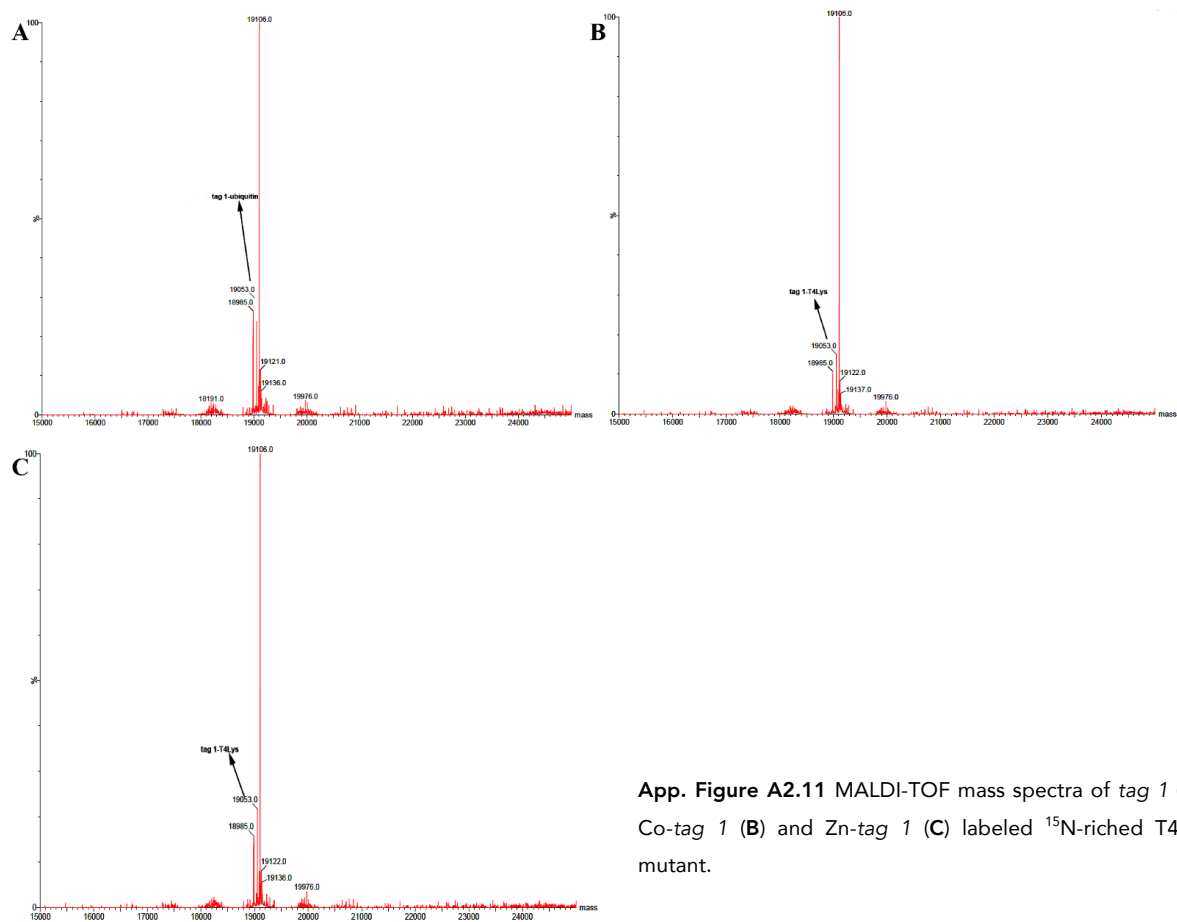 A
100
19106.0
tag 1-ubiquitin
%
19053.0
18985.0
19121.0
19136.0
18191.0
19976.0
0
15000 16000 17000 18000 19000 20000 21000 22000 23000 24000 mass
B
100
19106.0
%
tag 1-T4Lys
19053.0
18985.0
19122.0
19137.0
19976.0
0
15000 16000 17000 18000 19000 20000 21000 22000 23000 24000 mass
C
100
19106.0
%
tag 1-T4Lys
19053.0
18985.0
19122.0
19136.0
19976.0
0
15000 16000 17000 18000 19000 20000 21000 22000 23000 24000 mass
App. Figure A2.11 MALDI-TOF mass spectra of tag 1
Co-tag 1 (B) and Zn-tag 1 (C) labeled ¹⁵N-riched T4
mutant.